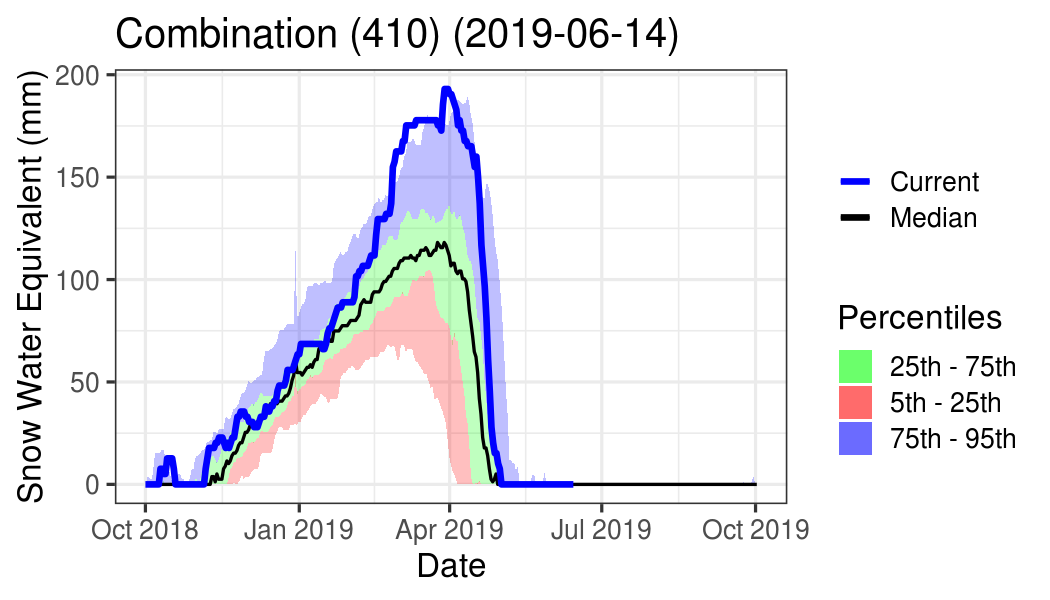 Combination (410) (2019-06-14)
Snow Water Equivalent (mm)
200
150
100
50
0
Oct 2018
Jan 2019
Apr 2019
Jul 2019
Oct 2019
Date
Current
Median
Percentiles
25th - 75th
5th - 25th
75th - 95th